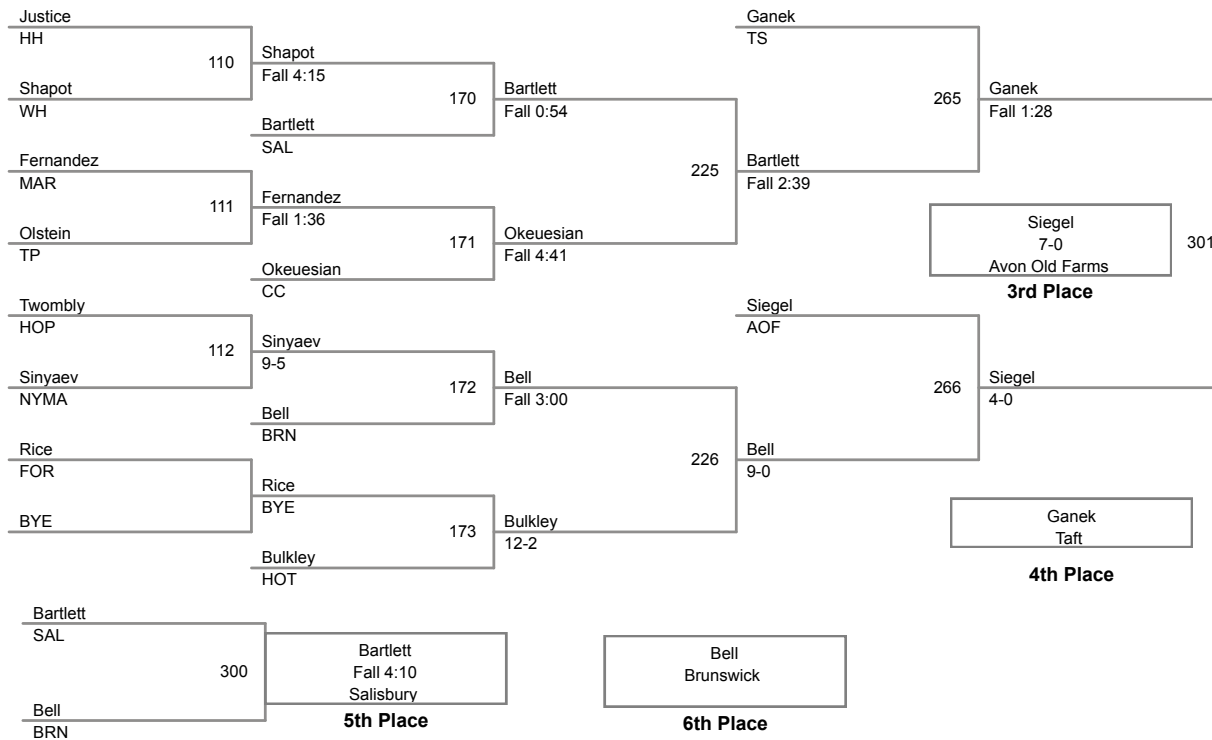 Justice
HH
110
Shapot
WH
Shapot
Fall 4:15
170
Bartlett
SAL
Bartlett
Fall 0:54
Fernandez
MAR
111
Olstein
TP
Fernandez
Fall 1:36
171
Okeuesian
CC
Okeuesian
Fall 4:41
225
Bartlett
Fall 2:39
Ganek
TS
265
Ganek
Fall 1:28
Twombly
HOP
112
Sinyaev
NYMA
Sinyaev
9-5
172
Bell
BRN
Bell
Fall 3:00
Rice
FOR
BYE
Rice
BYE
173
Bulkley
HOT
Bulkley
12-2
226
Bell
9-0
Siegel
AOF
266
Siegel
4-0
Siegel
7-0
Avon Old Farms
301
3rd Place
Ganek
Taft
4th Place
Bartlett
SAL
300
Bell
BRN
Bartlett
Fall 4:10
Salisbury
5th Place
Bell
Brunswick
6th Place